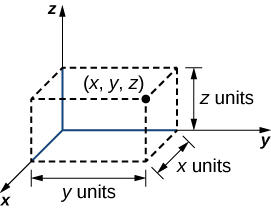 z
(x, y, z)
z units
y
x units
x
y units